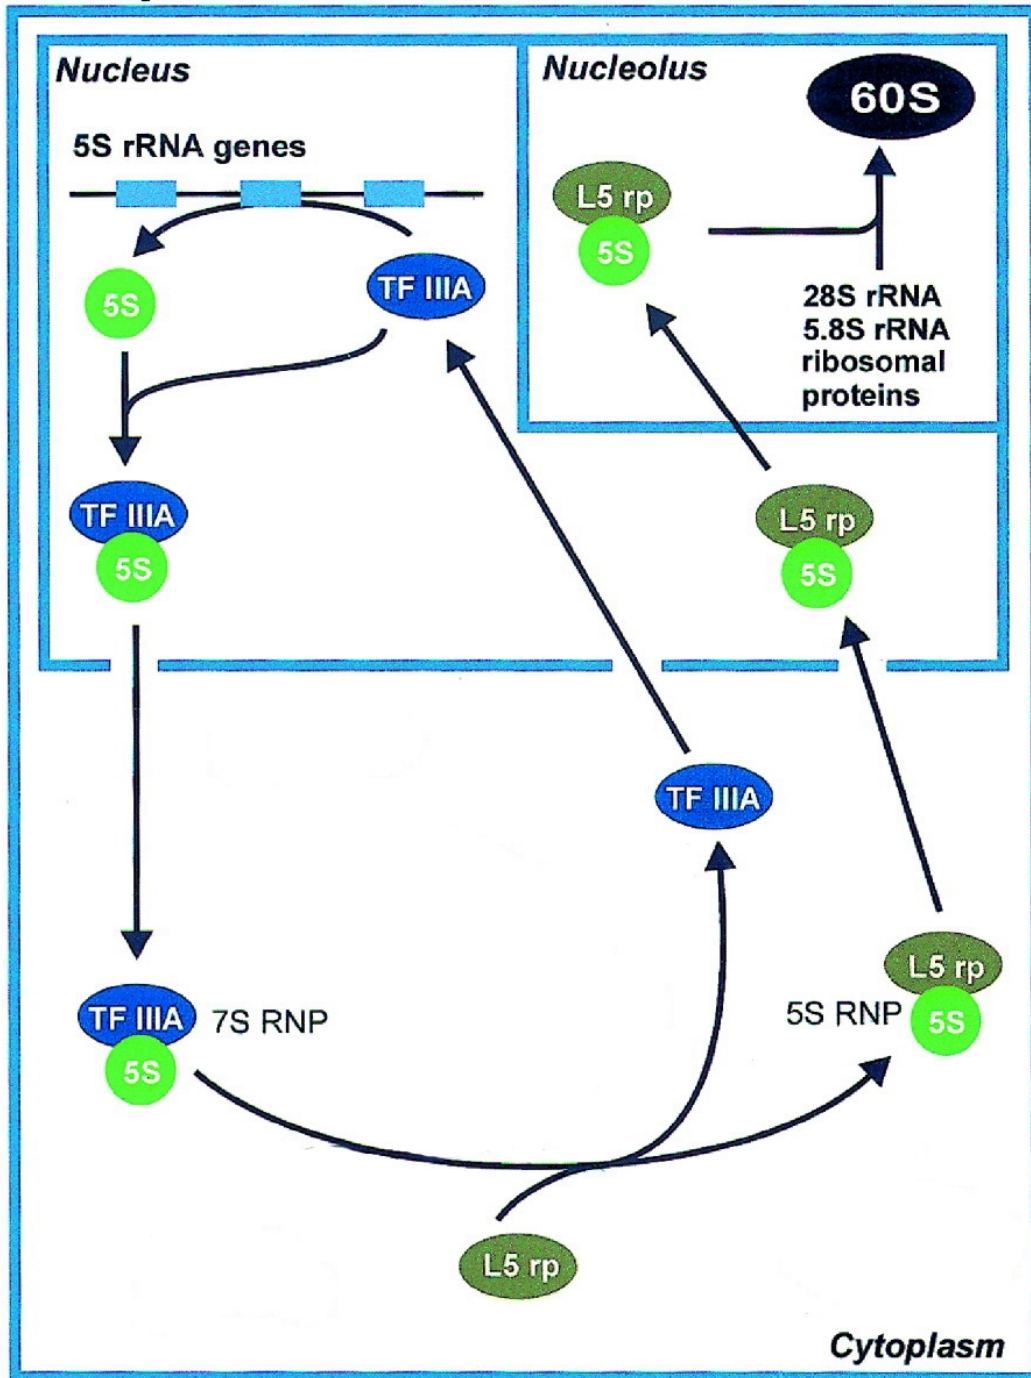 Nucleus
Nucleolus
60S
5S rRNA genes
L5 rp
5S
5S
TF IIIA
28S rRNA
5.8S rRNA
ribosomal
proteins
TF IIIA
5S
L5 rp
5S
TF IIIA
L5 rp
5S RNP
5S
TF IIIA
7S RNP
5S
L5 rp
Cytoplasm